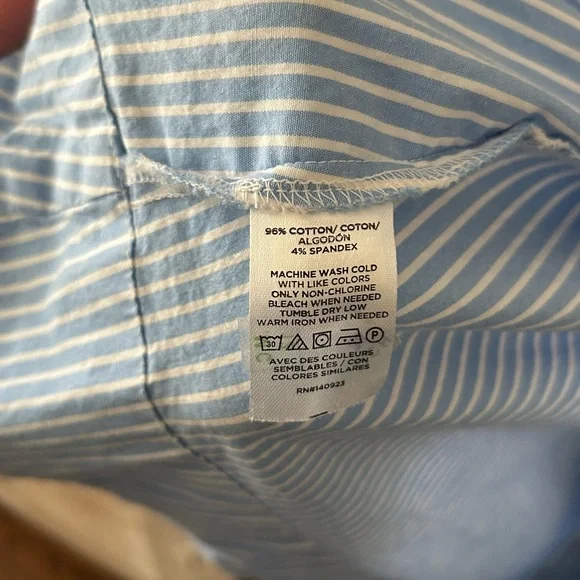 96% COTTON/ COTON/
ALGODÓN
4% SPANDEX
MACHINE WASH COLD
WITH LIKE COLORS
ONLY NON-CHLORINE
BLEACH WHEN NEEDED
TUMBLE DRY LOW
WARM IRON WHEN NEEDED
30 P
AVEC DES COULEURS
SEMBLABLES / CON
COLORES SIMILARES
RN#140923